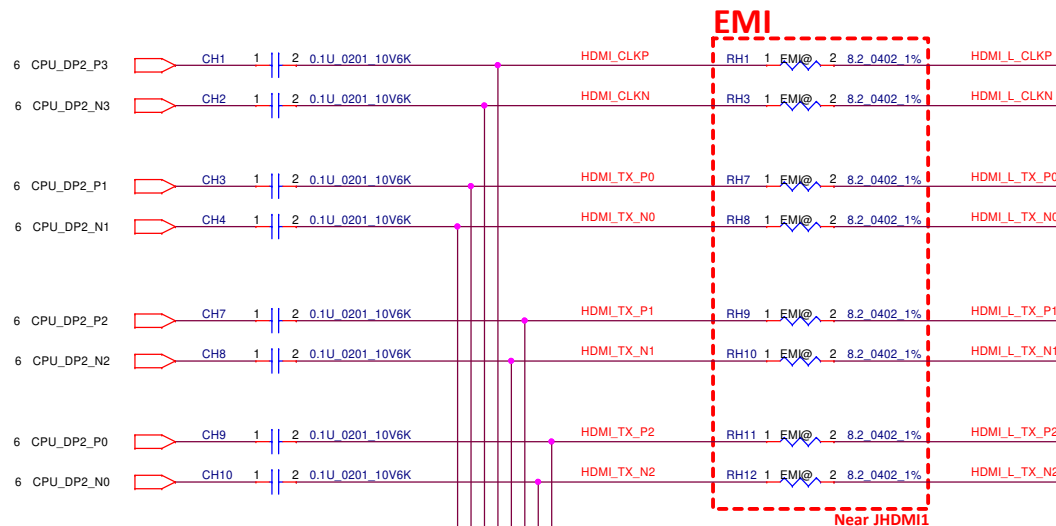 EMI
6 CPU_DP2_P3 CH1 1 2 0.1U_0201_10V6K HDMI_CLKP RH1 1 EMI@ 2 8.2_0402_1% HDMI_L_CLKP
6 CPU_DP2_N3 CH2 1 2 0.1U_0201_10V6K HDMI_CLKN RH3 1 EMI@ 2 8.2_0402_1% HDMI_L_CLKN
6 CPU_DP2_P1 CH3 1 2 0.1U_0201_10V6K HDMI_TX_P0 RH7 1 EMI@ 2 8.2_0402_1% HDMI_L_TX_P0
6 CPU_DP2_N1 CH4 1 2 0.1U_0201_10V6K HDMI_TX_N0 RH8 1 EMI@ 2 8.2_0402_1% HDMI_L_TX_N0
6 CPU_DP2_P2 CH7 1 2 0.1U_0201_10V6K HDMI_TX_P1 RH9 1 EMI@ 2 8.2_0402_1% HDMI_L_TX_P1
6 CPU_DP2_N2 CH8 1 2 0.1U_0201_10V6K HDMI_TX_N1 RH10 1 EMI@ 2 8.2_0402_1% HDMI_L_TX_N1
6 CPU_DP2_P0 CH9 1 2 0.1U_0201_10V6K HDMI_TX_P2 RH11 1 EMI@ 2 8.2_0402_1% HDMI_L_TX_P2
6 CPU_DP2_N0 CH10 1 2 0.1U_0201_10V6K HDMI_TX_N2 RH12 1 EMI@ 2 8.2_0402_1% HDMI_L_TX_N2
Near JHDMI1